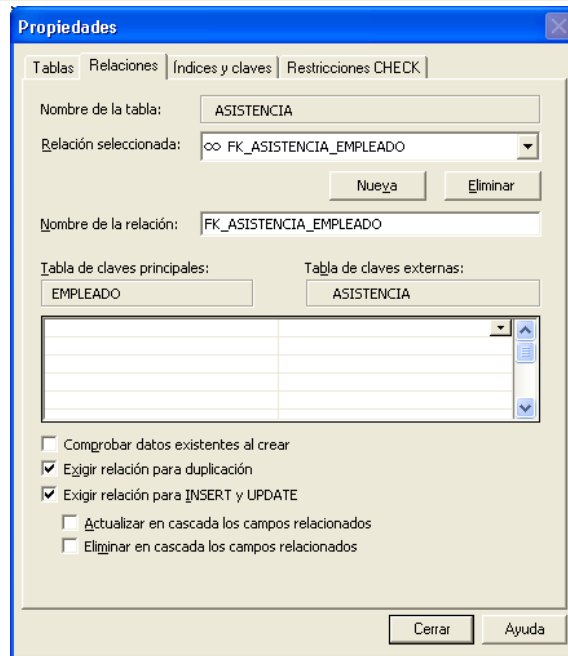 Propiedades
Tablas Relaciones Índices y claves Restricciones CHECK
Nombre de la tabla: ASISTENCIA
Relación seleccionada: ∞ FK_ASISTENCIA_EMPLEADO
Nueva Eliminar
Nombre de la relación: FK_ASISTENCIA_EMPLEADO
Tabla de claves principales: Tabla de claves externas:
EMPLEADO ASISTENCIA
Comprobar datos existentes al crear
Exigir relación para duplicación
Exigir relación para INSERT y UPDATE
Actualizar en cascada los campos relacionados
Eliminar en cascada los campos relacionados
Cerrar Ayuda